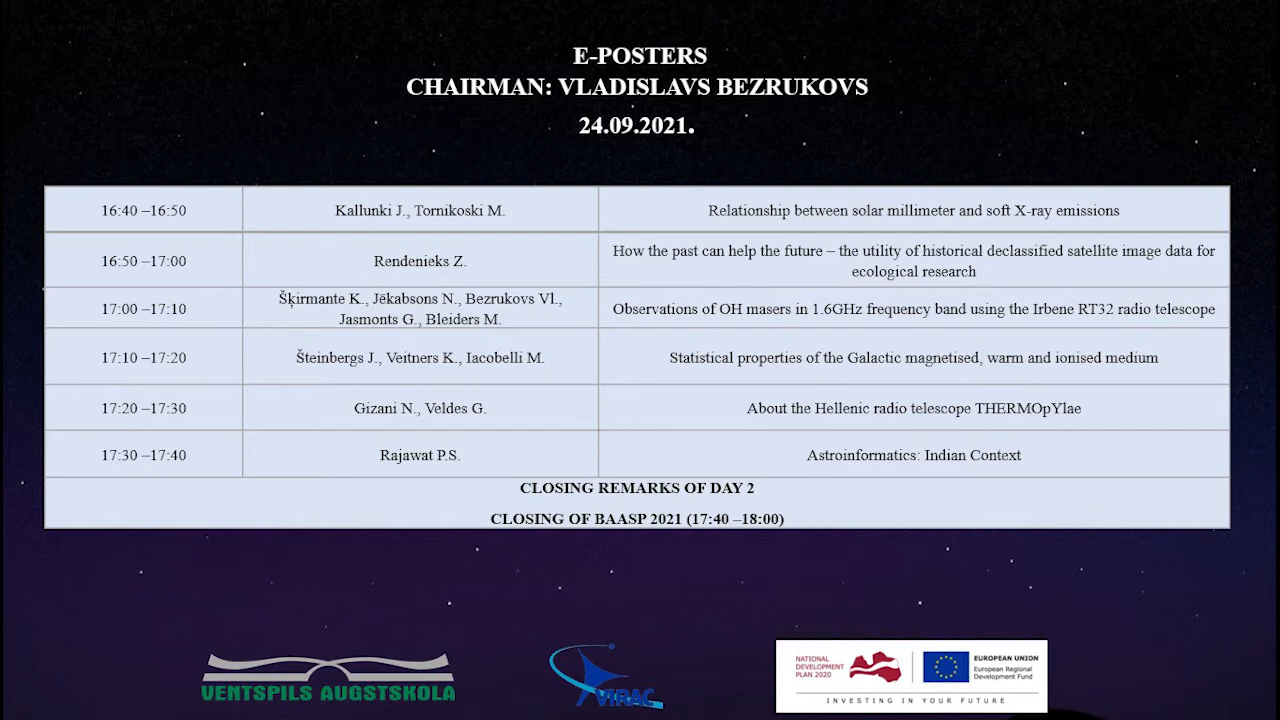 E-POSTERS
CHAIRMAN: VLADISLAVS BEZRUKOVS
24.09.2021.
16:40 –16:50
Kallunki J., Tornikoski M.
Relationship between solar millimeter and soft X-ray emissions
16:50 –17:00
Rendenieks Z.
How the past can help the future – the utility of historical declassified satellite image data for
ecological research
17:00 –17:10
Šķirmante K., Jēkabsons N., Bezrukovs Vl.,
Jasmonts G., Bleiders M.
Observations of OH masers in 1.6GHz frequency band using the Irbene RT32 radio telescope
17:10 –17:20
Šteinbergs J., Veitners K., Iacobelli M.
Statistical properties of the Galactic magnetised, warm and ionised medium
17:20 –17:30
Gizani N., Veldes G.
About the Hellenic radio telescope THERMOpYlae
17:30 –17:40
Rajawat P.S.
Astroinformatics: Indian Context
CLOSING REMARKS OF DAY 2
CLOSING OF BAASP 2021 (17:40 –18:00)
VENTSPILS AUGSTSKOLA
VIRAC
NATIONAL
DEVELOPMENT
PLAN 2020
EUROPEAN UNION
European Regional
Development Fund
INVESTING IN YOUR FUTURE